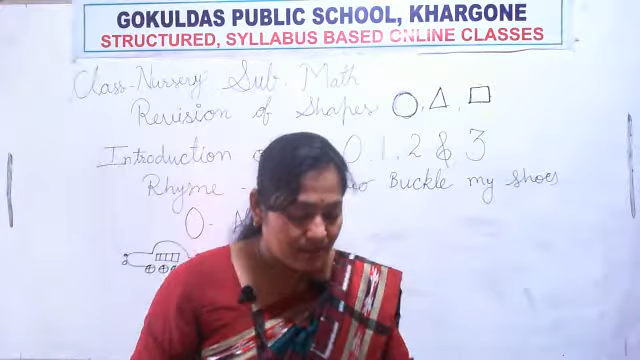 GOKULDAS PUBLIC SCHOOL, KHARGONE
STRUCTURED, SYLLABUS BASED ONLINE CLASSES
Class-Nursery Sub. Math
Revision of Shapes
Introduction 0, 1, 2 & 3
Rhyme - Buckle my shoes
0 -